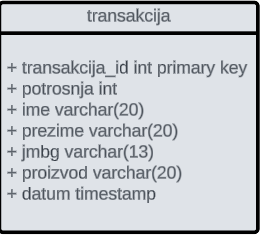 transakcija
+ transakcija_id int primary key
+ potrosnja int
+ ime varchar(20)
+ prezime varchar(20)
+ jmbg varchar(13)
+ proizvod varchar(20)
+ datum timestamp